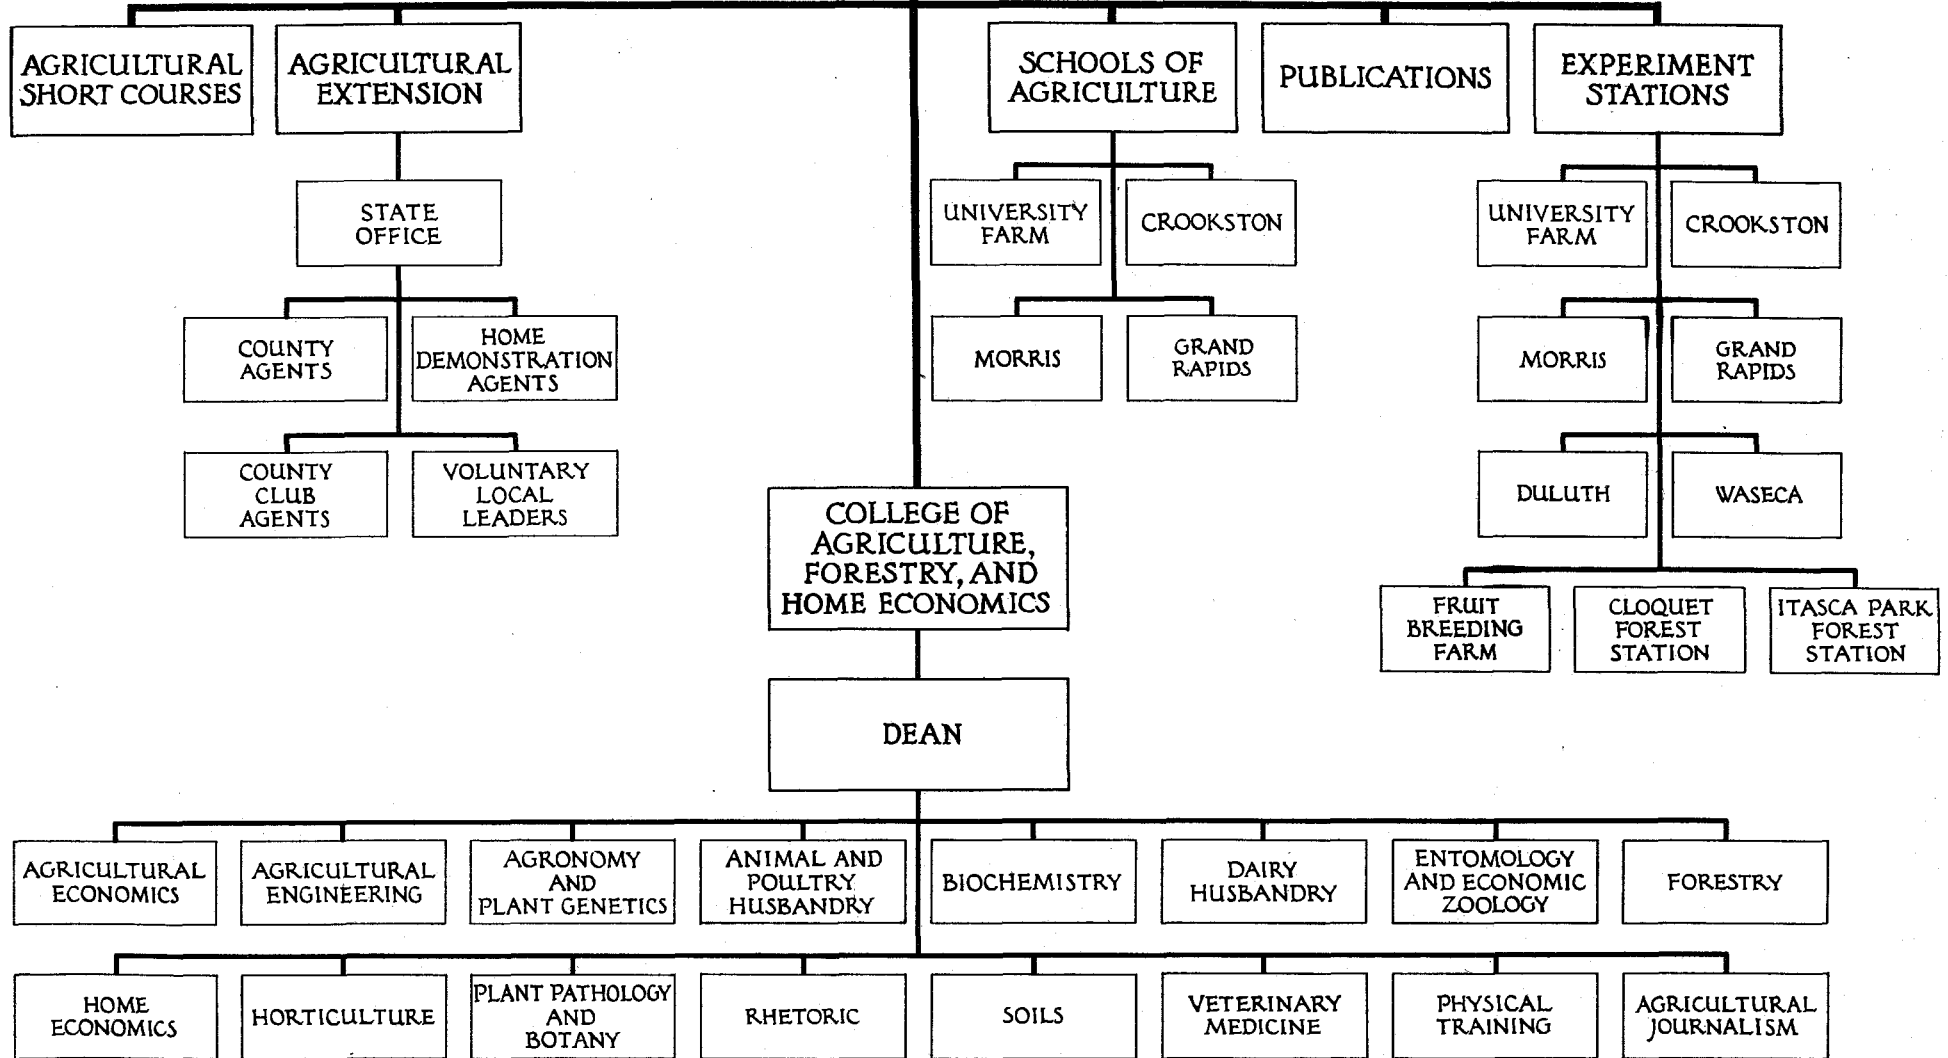 AGRICULTURAL
SHORT COURSES
AGRICULTURAL
EXTENSION
SCHOOLS OF
AGRICULTURE
PUBLICATIONS
EXPERIMENT
STATIONS
STATE
OFFICE
UNIVERSITY
FARM
CROOKSTON
UNIVERSITY
FARM
CROOKSTON
COUNTY
AGENTS
HOME
DEMONSTRATION
AGENTS
MORRIS
GRAND
RAPIDS
MORRIS
GRAND
RAPIDS
COUNTY
CLUB
AGENTS
VOLUNTARY
LOCAL
LEADERS
DULUTH
WASECA
COLLEGE OF
AGRICULTURE,
FORESTRY, AND
HOME ECONOMICS
FRUIT
BREEDING
FARM
CLOQUET
FOREST
STATION
ITASCA PARK
FOREST
STATION
DEAN
AGRICULTURAL
ECONOMICS
AGRICULTURAL
ENGINEERING
AGRONOMY
AND
PLANT GENETICS
ANIMAL AND
POULTRY
HUSBANDRY
BIOCHEMISTRY
DAIRY
HUSBANDRY
ENTOMOLOGY
AND ECONOMIC
ZOOLOGY
FORESTRY
HOME
ECONOMICS
HORTICULTURE
PLANT PATHOLOGY
AND
BOTANY
RHETORIC
SOILS
VETERINARY
MEDICINE
PHYSICAL
TRAINING
AGRICULTURAL
JOURNALISM